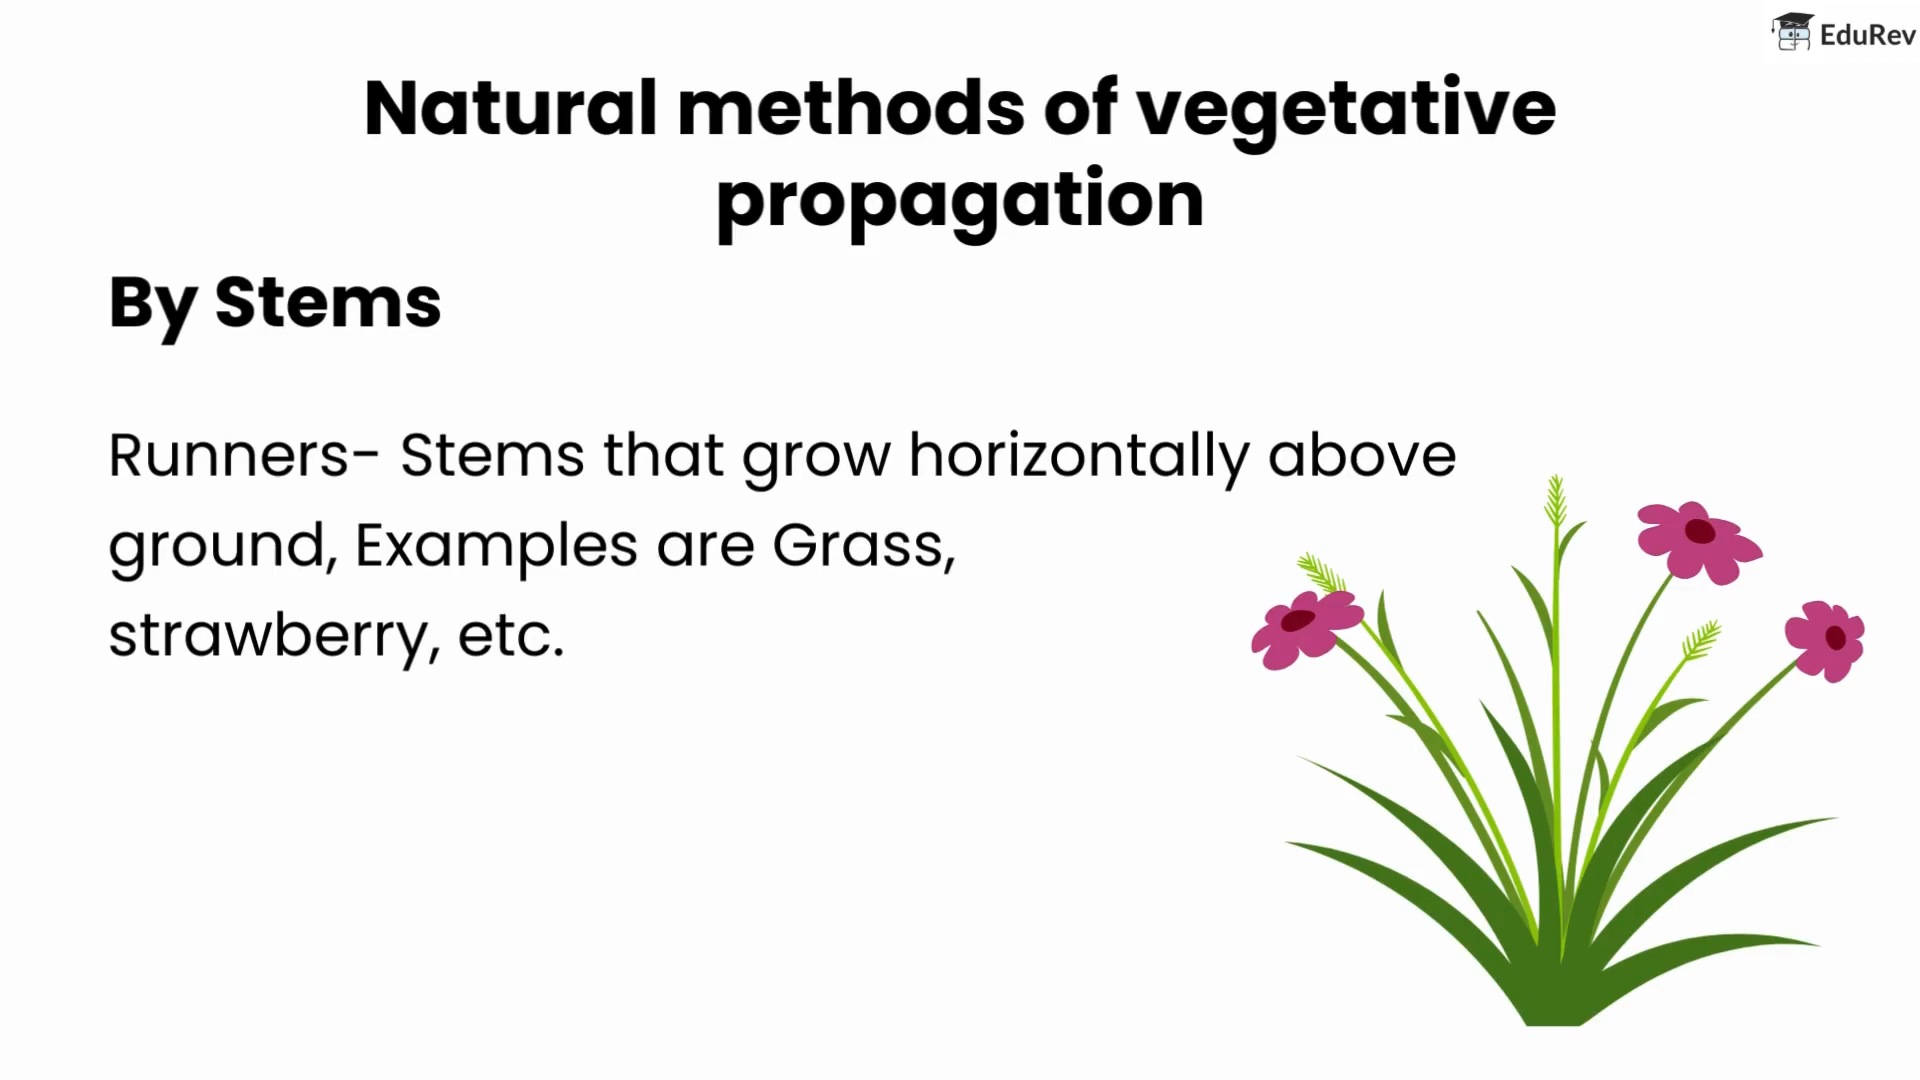 EduRev
Natural methods of vegetative
propagation
By Stems
Runners- Stems that grow horizontally above
ground, Examples are Grass,
strawberry, etc.